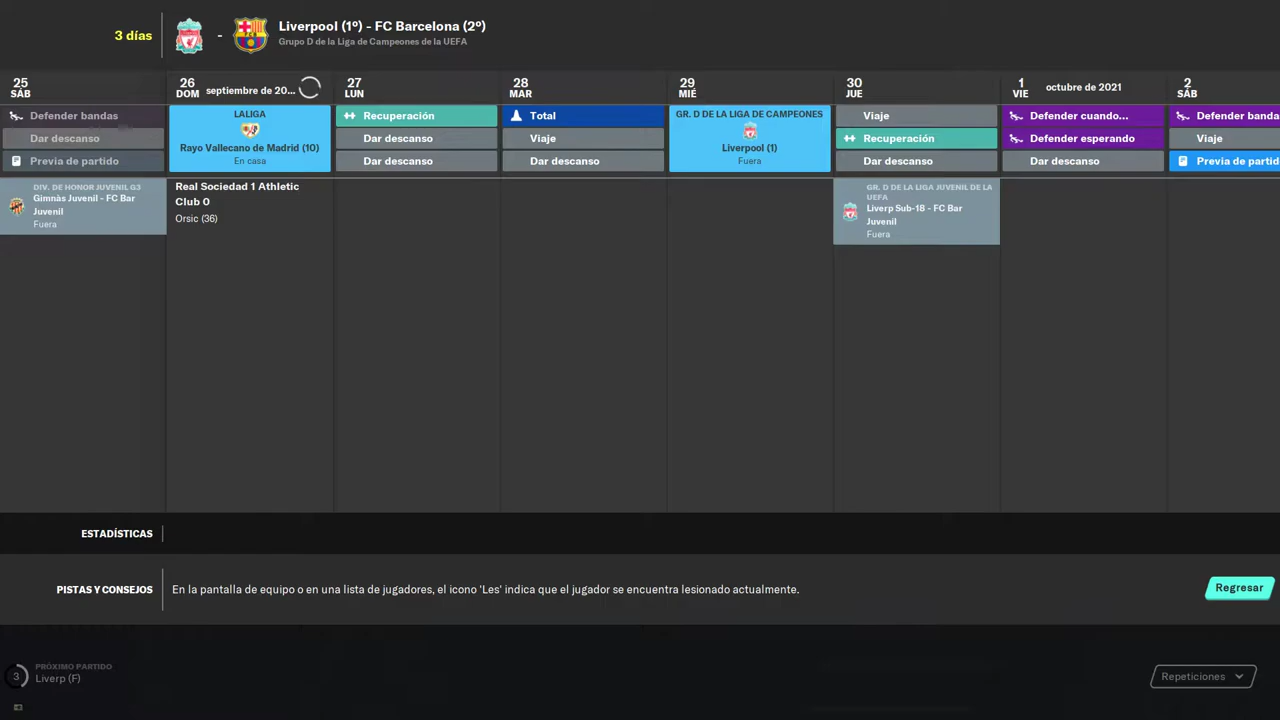 3 días
Liverpool (1º) - FC Barcelona (2º)
Grupo D de la Liga de Campeones de la UEFA
25
SÁB
26
DOM
septiembre de 20...
27
LUN
28
MAR
29
MIÉ
30
JUE
1
VIE
octubre de 2021
2
SÁB
Defender bandas
Dar descanso
Previa de partido
LALIGA
Rayo Vallecano de Madrid (10)
En casa
Recuperación
Dar descanso
Dar descanso
Total
Viaje
Dar descanso
GR. D DE LA LIGA DE CAMPEONES
Liverpool (1)
Fuera
Viaje
Recuperación
Dar descanso
Defender cuando...
Defender esperando
Dar descanso
Defender banda
Viaje
Previa de partid
DIV. DE HONOR JUVENIL G3
Gimnàs Juvenil - FC Bar
Juvenil
Fuera
Real Sociedad 1 Athletic
Club 0
Orsic (36)
GR. D DE LA LIGA JUVENIL DE LA
UEFA
Liverp Sub-18 - FC Bar
Juvenil
Fuera
ESTADÍSTICAS
PISTAS Y CONSEJOS
En la pantalla de equipo o en una lista de jugadores, el icono 'Les' indica que el jugador se encuentra lesionado actualmente.
Regresar
3
PRÓXIMO PARTIDO
Liverp (F)
Repeticiones